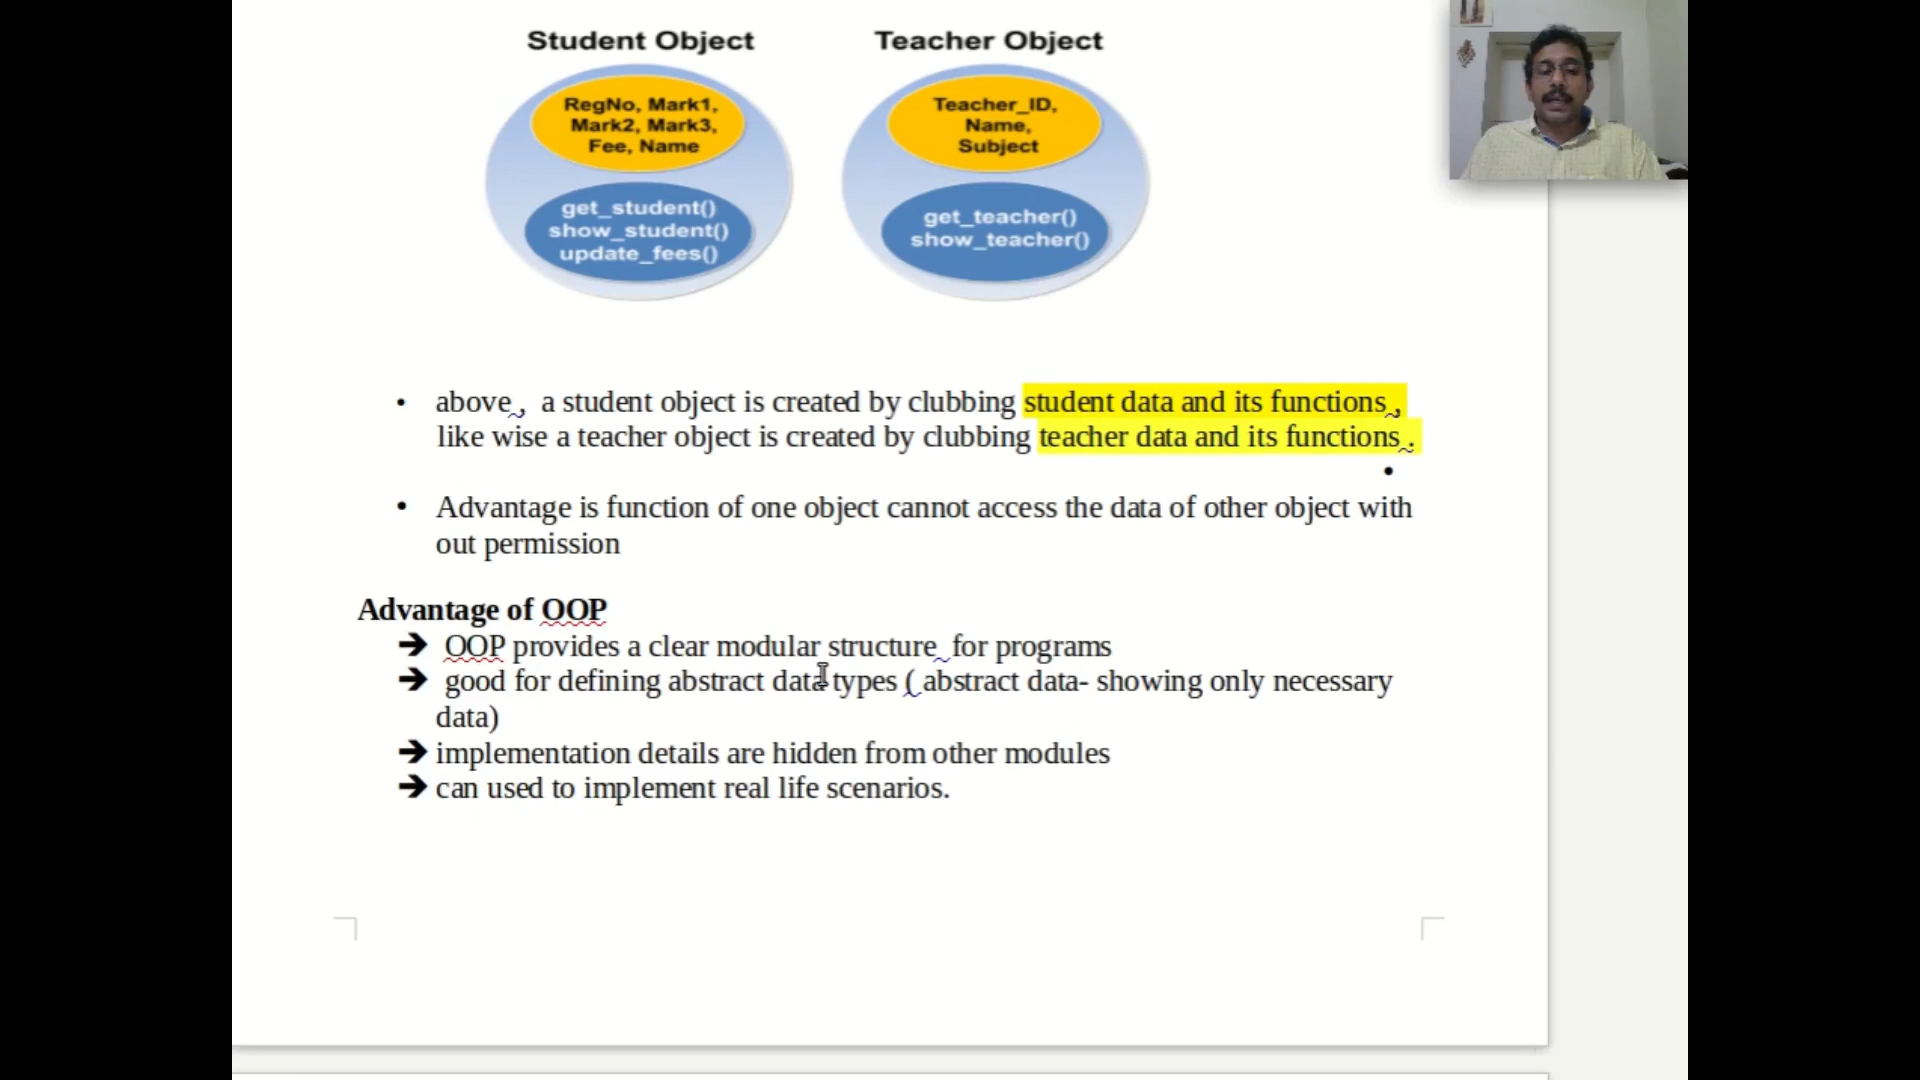 Student Object
Teacher Object
RegNo, Mark1,
Mark2, Mark3,
Fee, Name
get_student()
show_student()
update_fees()
Teacher_ID,
Name,
Subject
get_teacher()
show_teacher()
• above , a student object is created by clubbing student data and its functions ,
like wise a teacher object is created by clubbing teacher data and its functions .
•
• Advantage is function of one object cannot access the data of other object with
out permission
Advantage of OOP
➔ OOP provides a clear modular structure for programs
➔ good for defining abstract data types ( abstract data- showing only necessary
data)
➔ implementation details are hidden from other modules
➔ can used to implement real life scenarios.